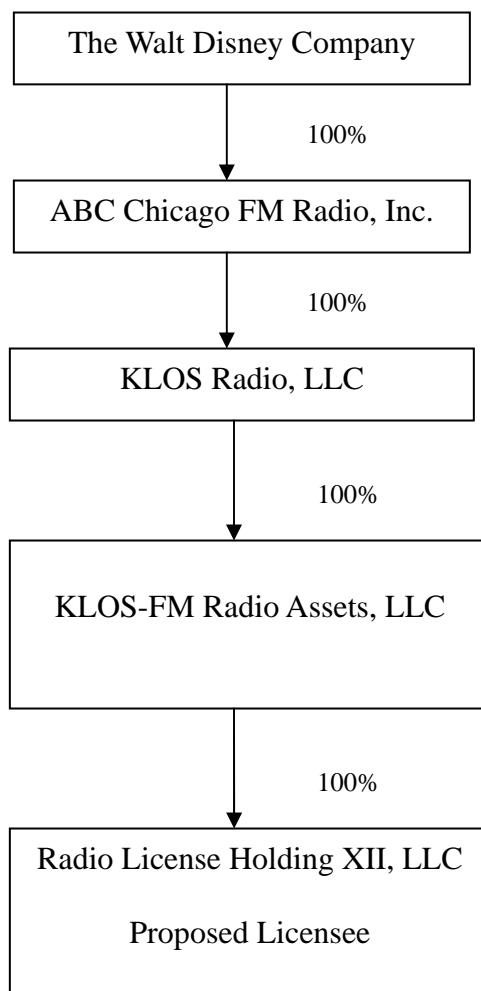 The Walt Disney Company
100%
ABC Chicago FM Radio, Inc.
100%
KLOS Radio, LLC
100%
KLOS-FM Radio Assets, LLC
100%
Radio License Holding XII, LLC
Proposed Licensee